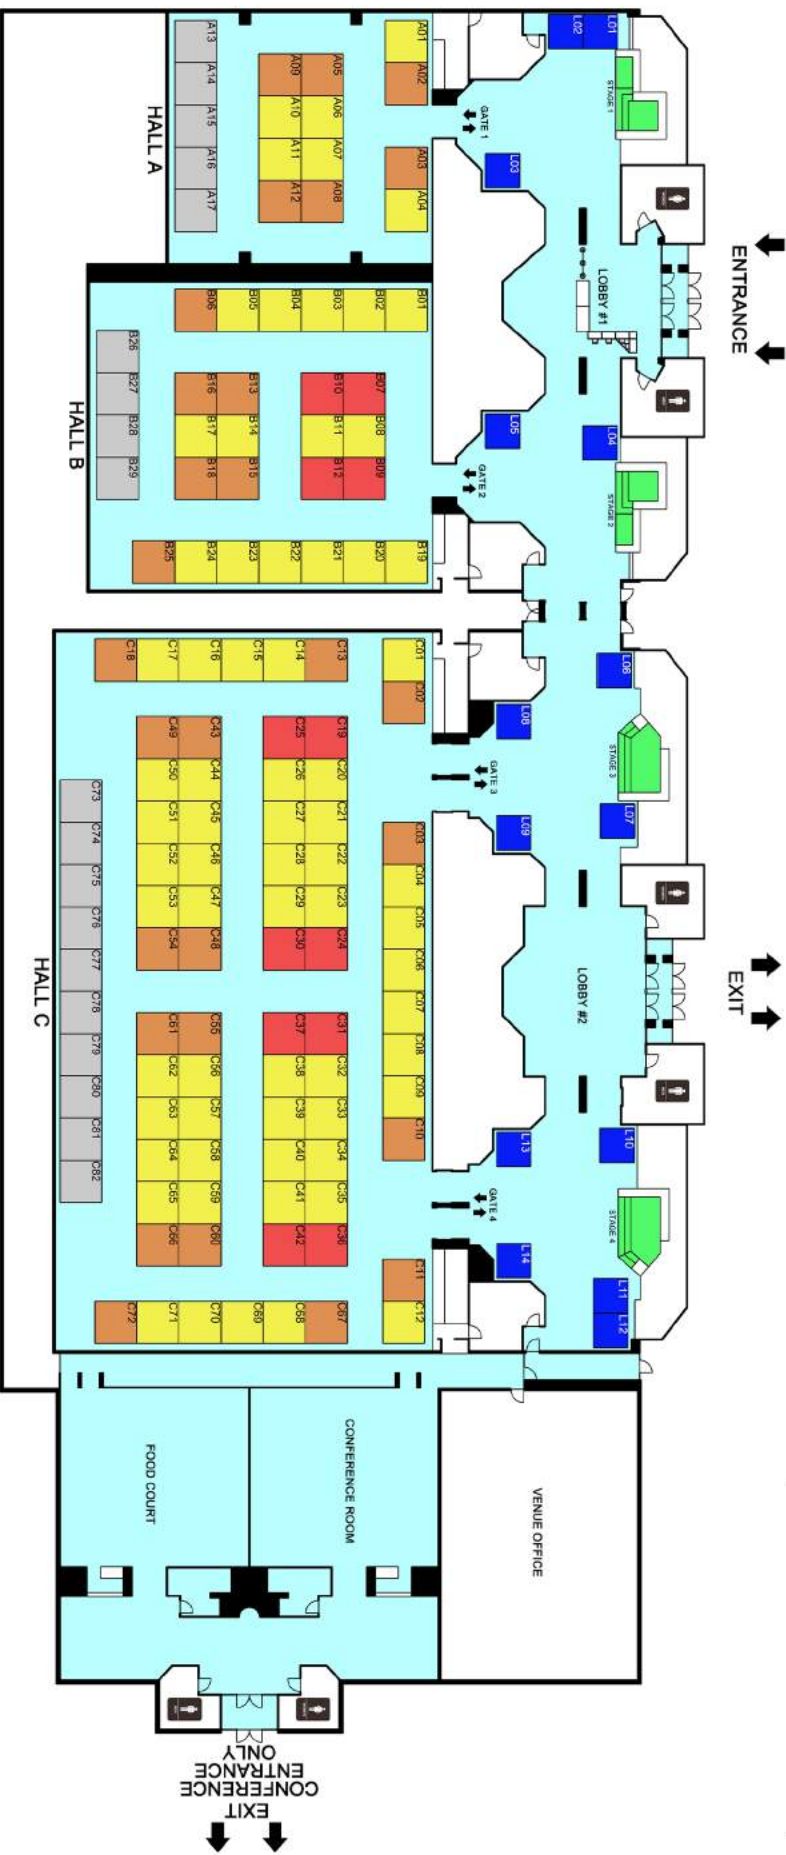 A13
A14
A15
A16
A17
A09
A10
A11
A12
A05
A06
A07
A08
A01
A02
A03
A04
HALL A
GATE 1
L01
L02
L03
STAGE 1
ENTRANCE
LOBBY #1
B01
B02
B03
B04
B05
B06
B26
B27
B28
B29
B16
B17
B18
B13
B14
B15
B10
B11
B12
B07
B08
B09
B19
B20
B21
B22
B23
B24
B25
HALL B
GATE 2
L04
L05
STAGE 2
C01
C02
C13
C14
C15
C16
C17
C18
C03
C04
C05
C06
C07
C08
C09
C10
C11
C12
C19
C20
C21
C22
C23
C24
C25
C26
C27
C28
C29
C30
C31
C32
C33
C34
C35
C36
C37
C38
C39
C40
C41
C42
C43
C44
C45
C46
C47
C48
C49
C50
C51
C52
C53
C54
C55
C56
C57
C58
C59
C60
C61
C62
C63
C64
C65
C66
C67
C68
C69
C70
C71
C72
C73
C74
C75
C76
C77
C78
C79
C80
C81
C82
HALL C
GATE 3
GATE 4
L06
L07
L08
L09
L10
L11
L12
L13
L14
STAGE 3
STAGE 4
LOBBY #2
EXIT
FOOD COURT
CONFERENCE ROOM
VENUE OFFICE
EXIT
CONFERENCE
ENTRANCE
ONLY